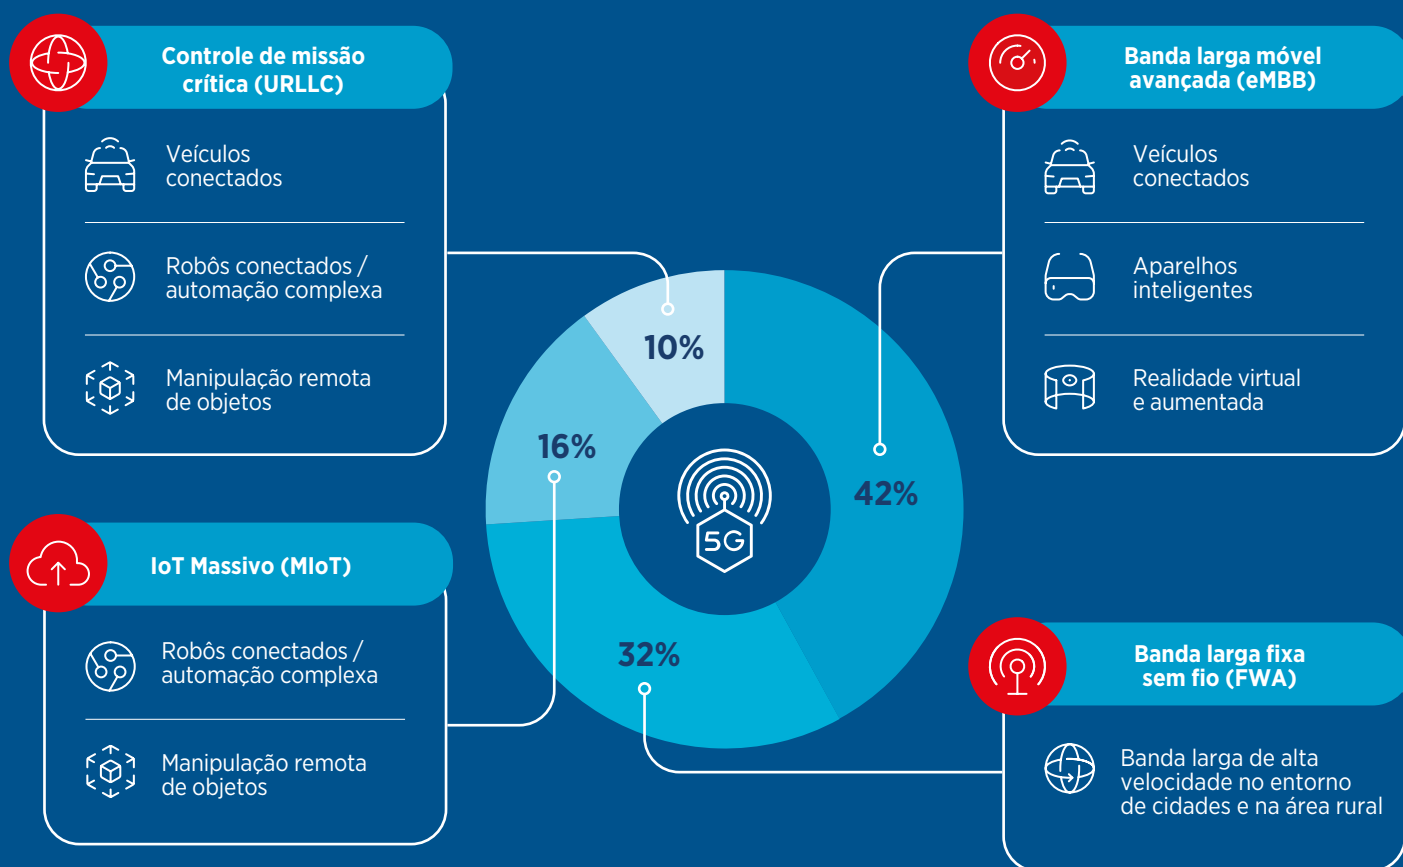 Controle de missão
crítica (URLLC)
Veículos
conectados
Robôs conectados /
automação complexa
Manipulação remota
de objetos
Banda larga móvel
avançada (eMBB)
Veículos
conectados
Aparelhos
inteligentes
Realidade virtual
e aumentada
10%
16%
42%
32%
5G
IoT Massivo (MIoT)
Robôs conectados /
automação complexa
Manipulação remota
de objetos
Banda larga fixa
sem fio (FWA)
Banda larga de alta
velocidade no entorno
de cidades e na área rural